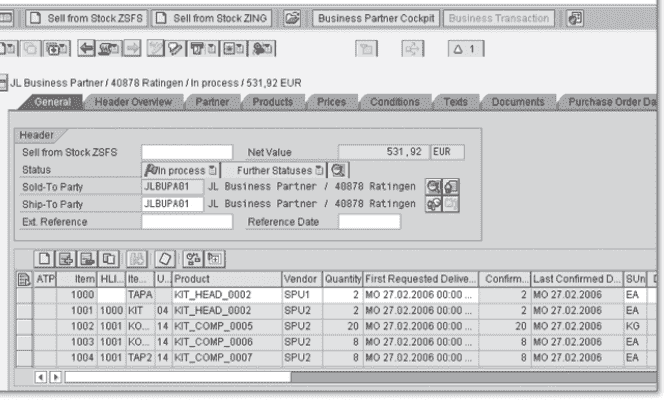 Sell from Stock ZSFS Sell from Stock ZING Business Partner Cockpit Business Transaction
1
JL Business Partner / 40878 Ratingen / In process / 531,92 EUR
General Header Overview Partner Products Prices Conditions Texts Documents Purchase Order Da
Header
Sell from Stock ZSFS Net Value 531,92 EUR
Status In process Further Statuses
Sold-To Party JLBUPA01 JL Business Partner / 40878 Ratingen
Ship-To Party JLBUPA01 JL Business Partner / 40878 Ratingen
Ext. Reference Reference Date
ATP Item HLI... Ite... U... Product Vendor Quantity First Requested Delive... Confirm... Last Confirmed D... SUn
1000 TAPA KIT_HEAD_0002 SPU1 2 MO 27.02.2006 00:00 ... 2 MO 27.02.2006 EA
1001 1000 KIT 04 KIT_HEAD_0002 SPU2 2 MO 27.02.2006 00:00 ... 2 MO 27.02.2006 EA
1002 1001 KO... 14 KIT_COMP_0005 SPU2 20 MO 27.02.2006 00:00 ... 20 MO 27.02.2006 KG
1003 1001 KO... 14 KIT_COMP_0006 SPU2 8 MO 27.02.2006 00:00 ... 8 MO 27.02.2006 EA
1004 1001 TAP2 14 KIT_COMP_0007 SPU2 8 MO 27.02.2006 00:00 ... 8 MO 27.02.2006 EA